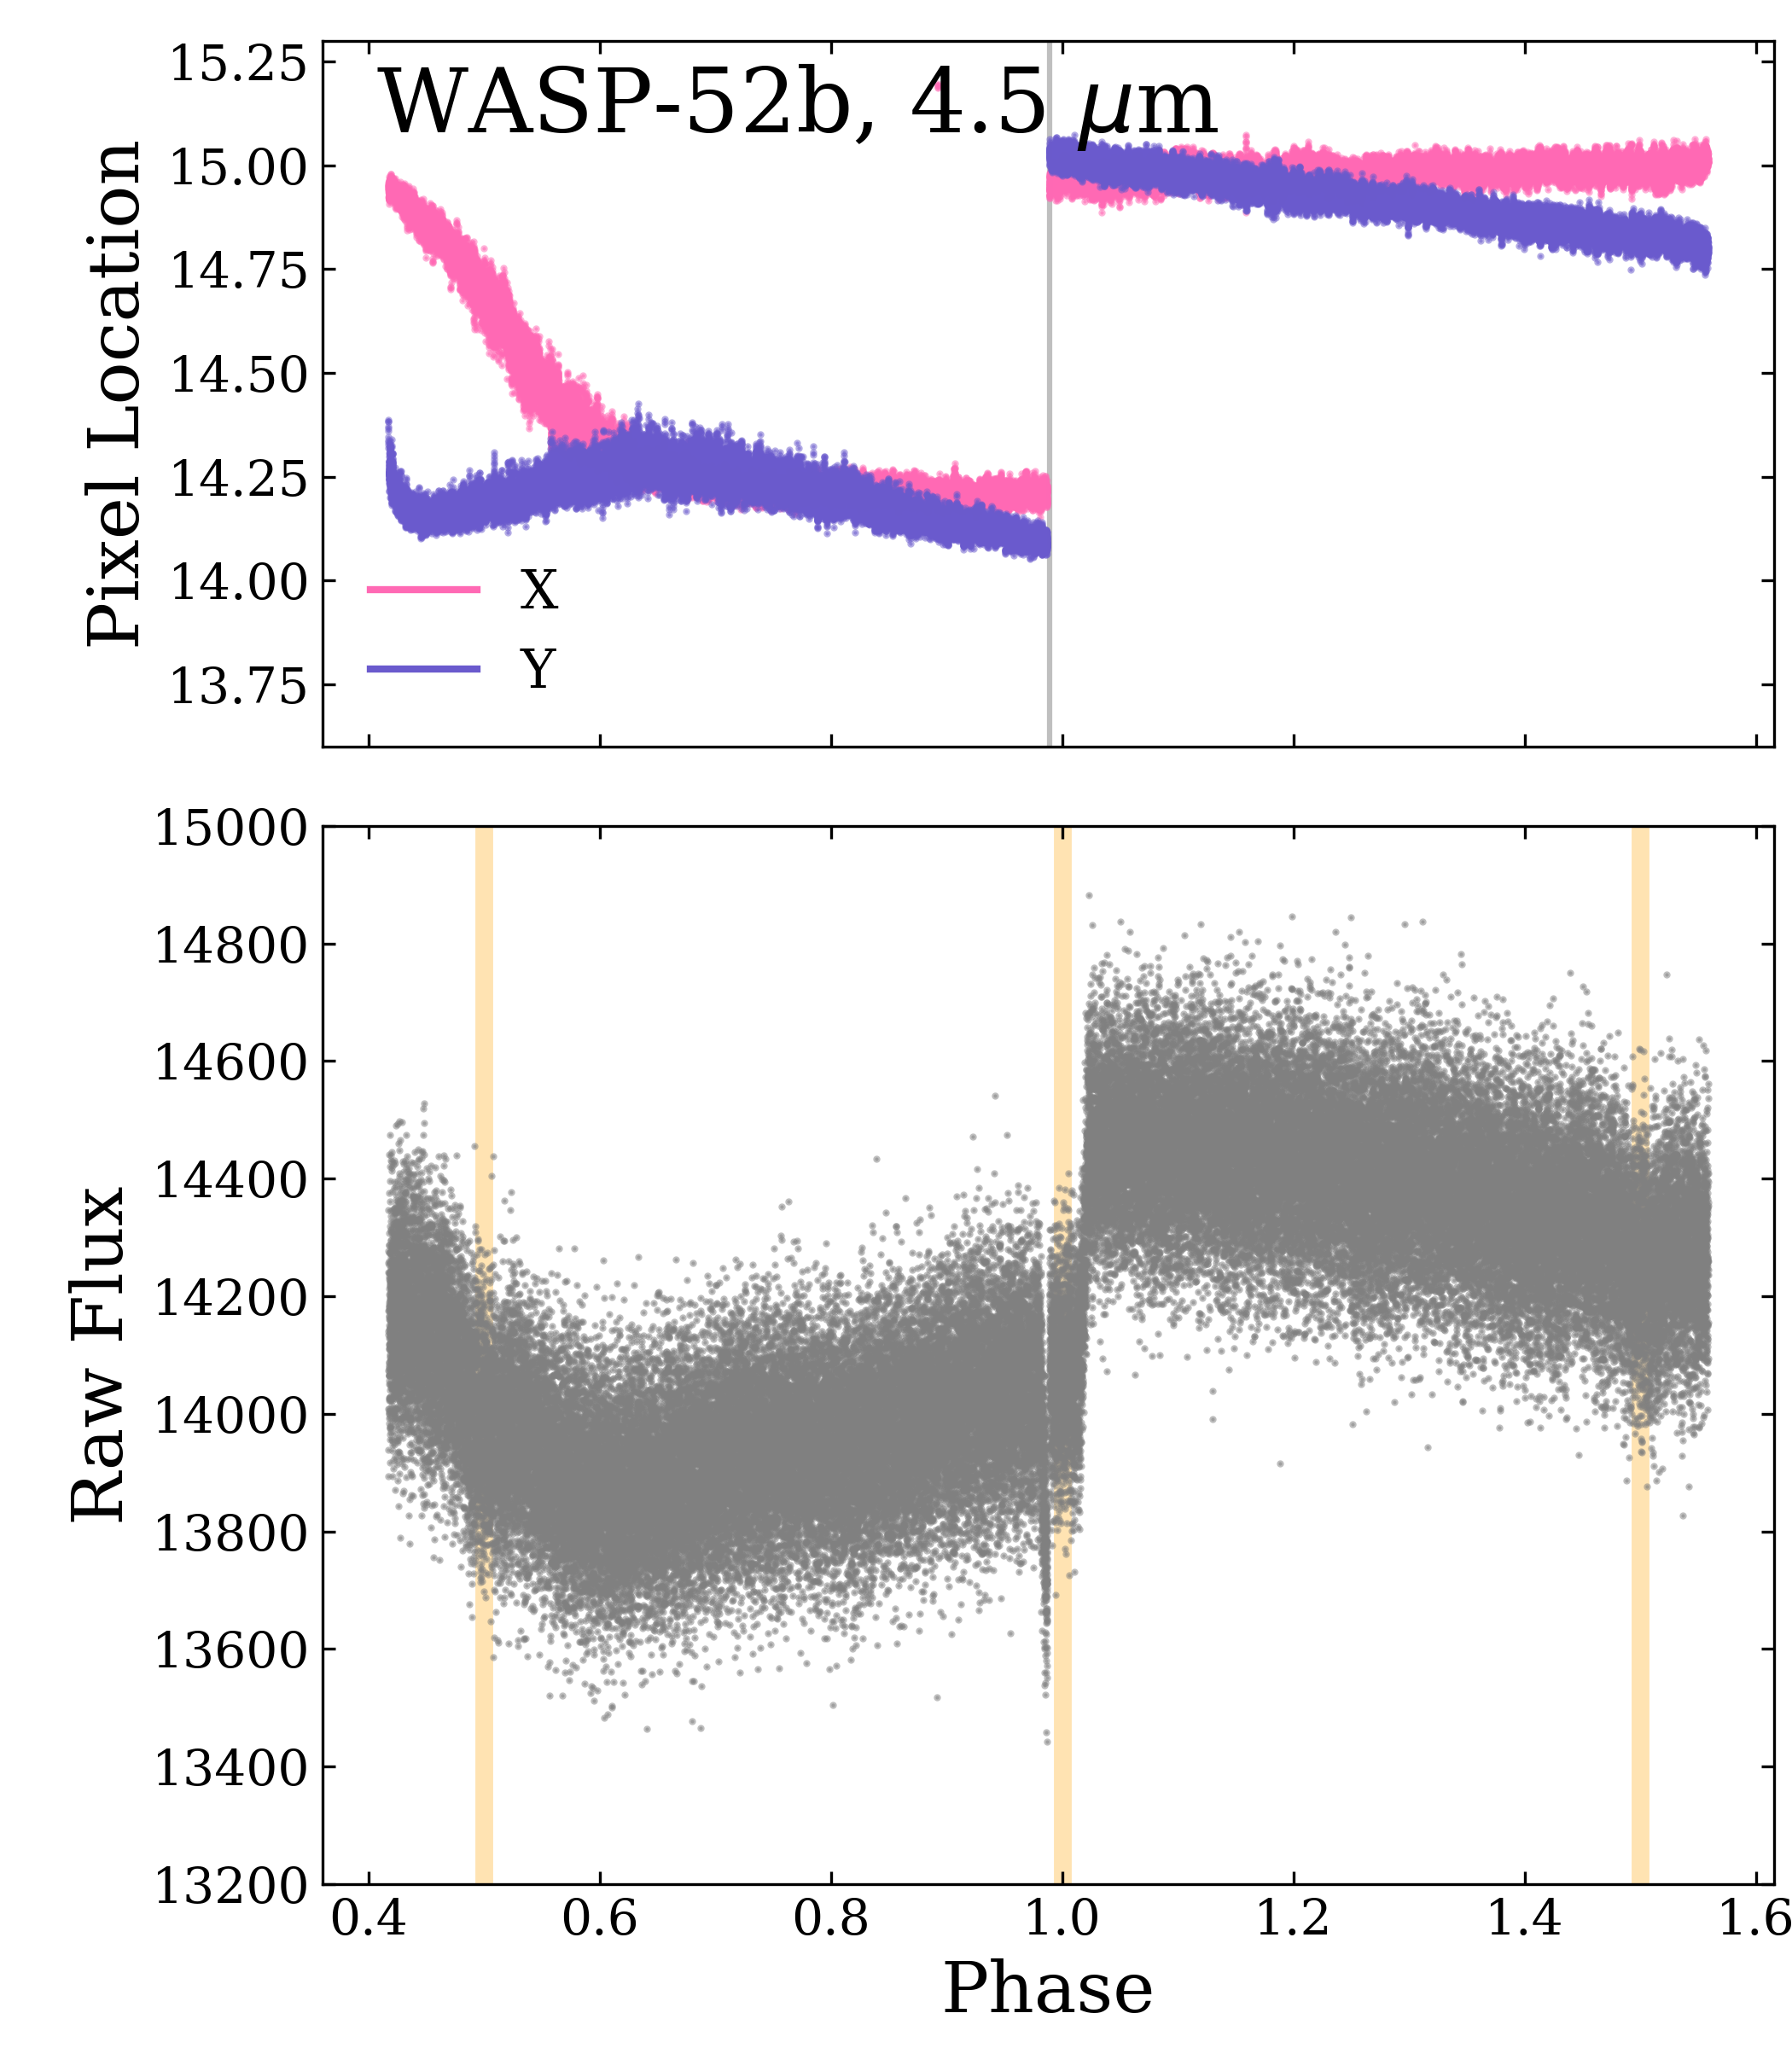 WASP-52b, 4.5 μm
Pixel Location
15.25
15.00
14.75
14.50
14.25
14.00
13.75
X
Y
Raw Flux
15000
14800
14600
14400
14200
14000
13800
13600
13400
13200
0.4 0.6 0.8 1.0 1.2 1.4 1.6
Phase